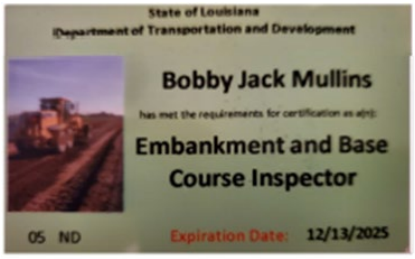 State of Louisiana
Department of Transportation and Development
Bobby Jack Mullins
has met the requirements for certification as a(n):
Embankment and Base
Course Inspector
05 ND
Expiration Date: 12/13/2025